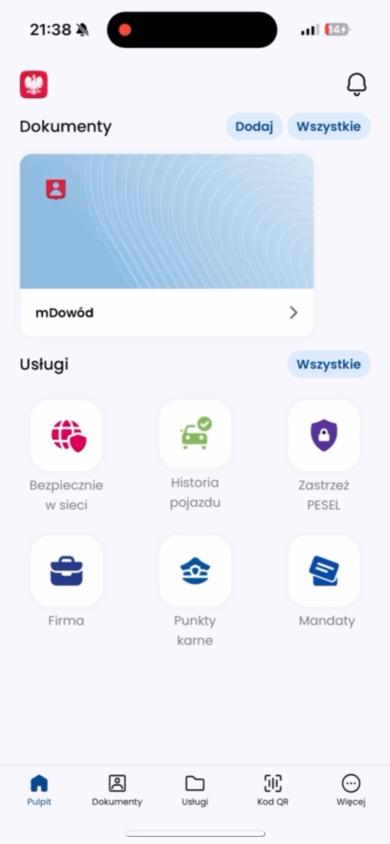 21:38
14
Dokumenty
Dodaj
Wszystkie
mDowód
Usługi
Wszystkie
Bezpiecznie
w sieci
Historia
pojazdu
Zastrzeż
PESEL
Firma
Punkty
karne
Mandaty
Pulpit
Dokumenty
Usługi
Kod QR
Więcej